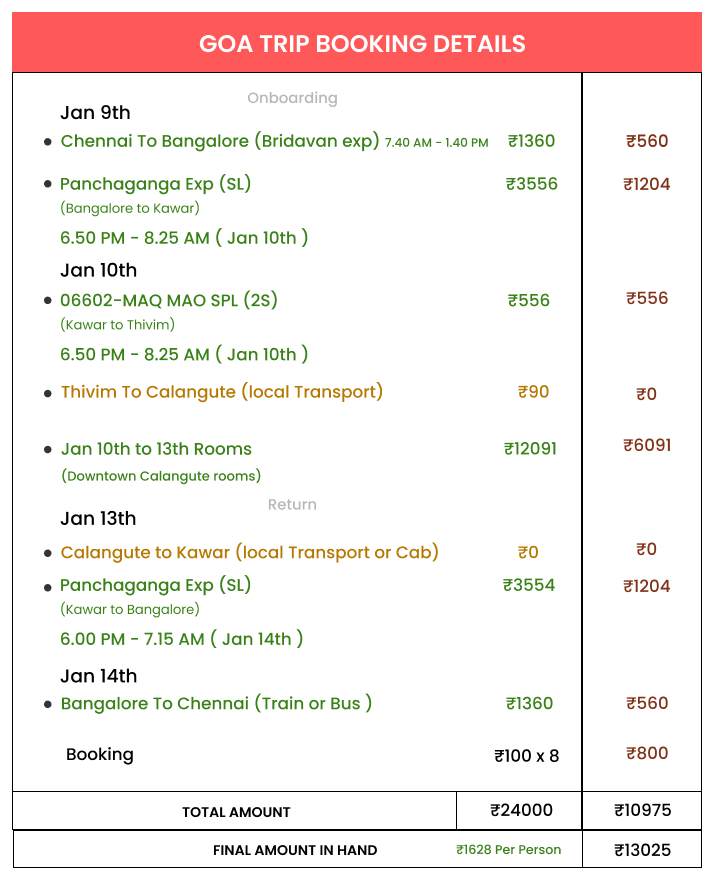 GOA TRIP BOOKING DETAILS
Onboarding
Jan 9th
Chennai To Bangalore (Bridavan exp) 7.40 AM - 1.40 PM ₹1360 ₹560
Panchaganga Exp (SL) ₹3556 ₹1204
(Bangalore to Kawar)
6.50 PM - 8.25 AM ( Jan 10th )
Jan 10th
06602-MAQ MAO SPL (2S) ₹556 ₹556
(Kawar to Thivim)
6.50 PM - 8.25 AM ( Jan 10th )
Thivim To Calangute (local Transport) ₹90 ₹0
Jan 10th to 13th Rooms ₹12091 ₹6091
(Downtown Calangute rooms)
Return
Jan 13th
Calangute to Kawar (local Transport or Cab) ₹0 ₹0
Panchaganga Exp (SL) ₹3554 ₹1204
(Kawar to Bangalore)
6.00 PM - 7.15 AM ( Jan 14th )
Jan 14th
Bangalore To Chennai (Train or Bus ) ₹1360 ₹560
Booking ₹100 x 8 ₹800
TOTAL AMOUNT ₹24000 ₹10975
FINAL AMOUNT IN HAND ₹1628 Per Person ₹13025